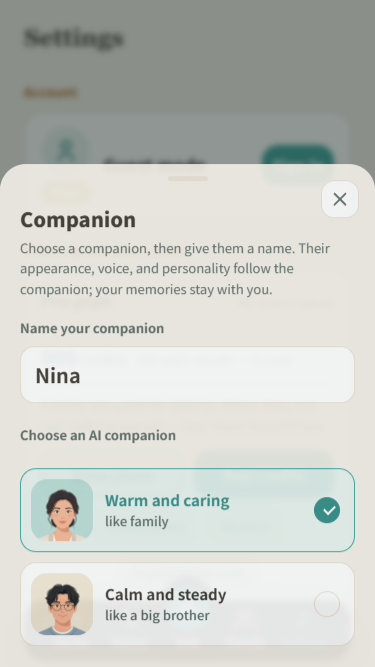 Settings
Account
Guest mode
Companion
Choose a companion, then give them a name. Their
appearance, voice, and personality follow the
companion; your memories stay with you.
Name your companion
Nina
Choose an AI companion
Warm and caring
like family
Calm and steady
like a big brother